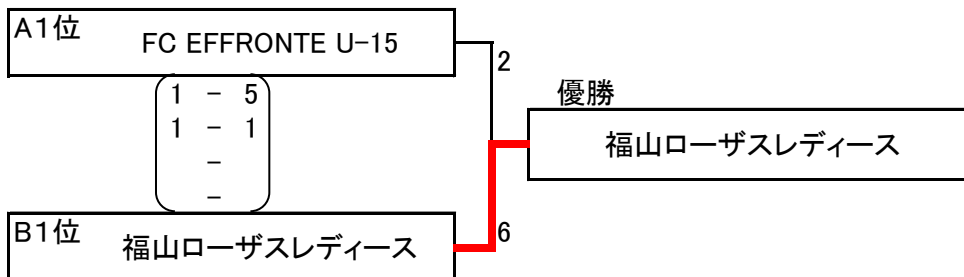 A1位
FC EFFRONTE U-15
2
1 - 5
優勝
1 - 1
福山ローザスレディース
-
-
B1位
福山ローザスレディース
6